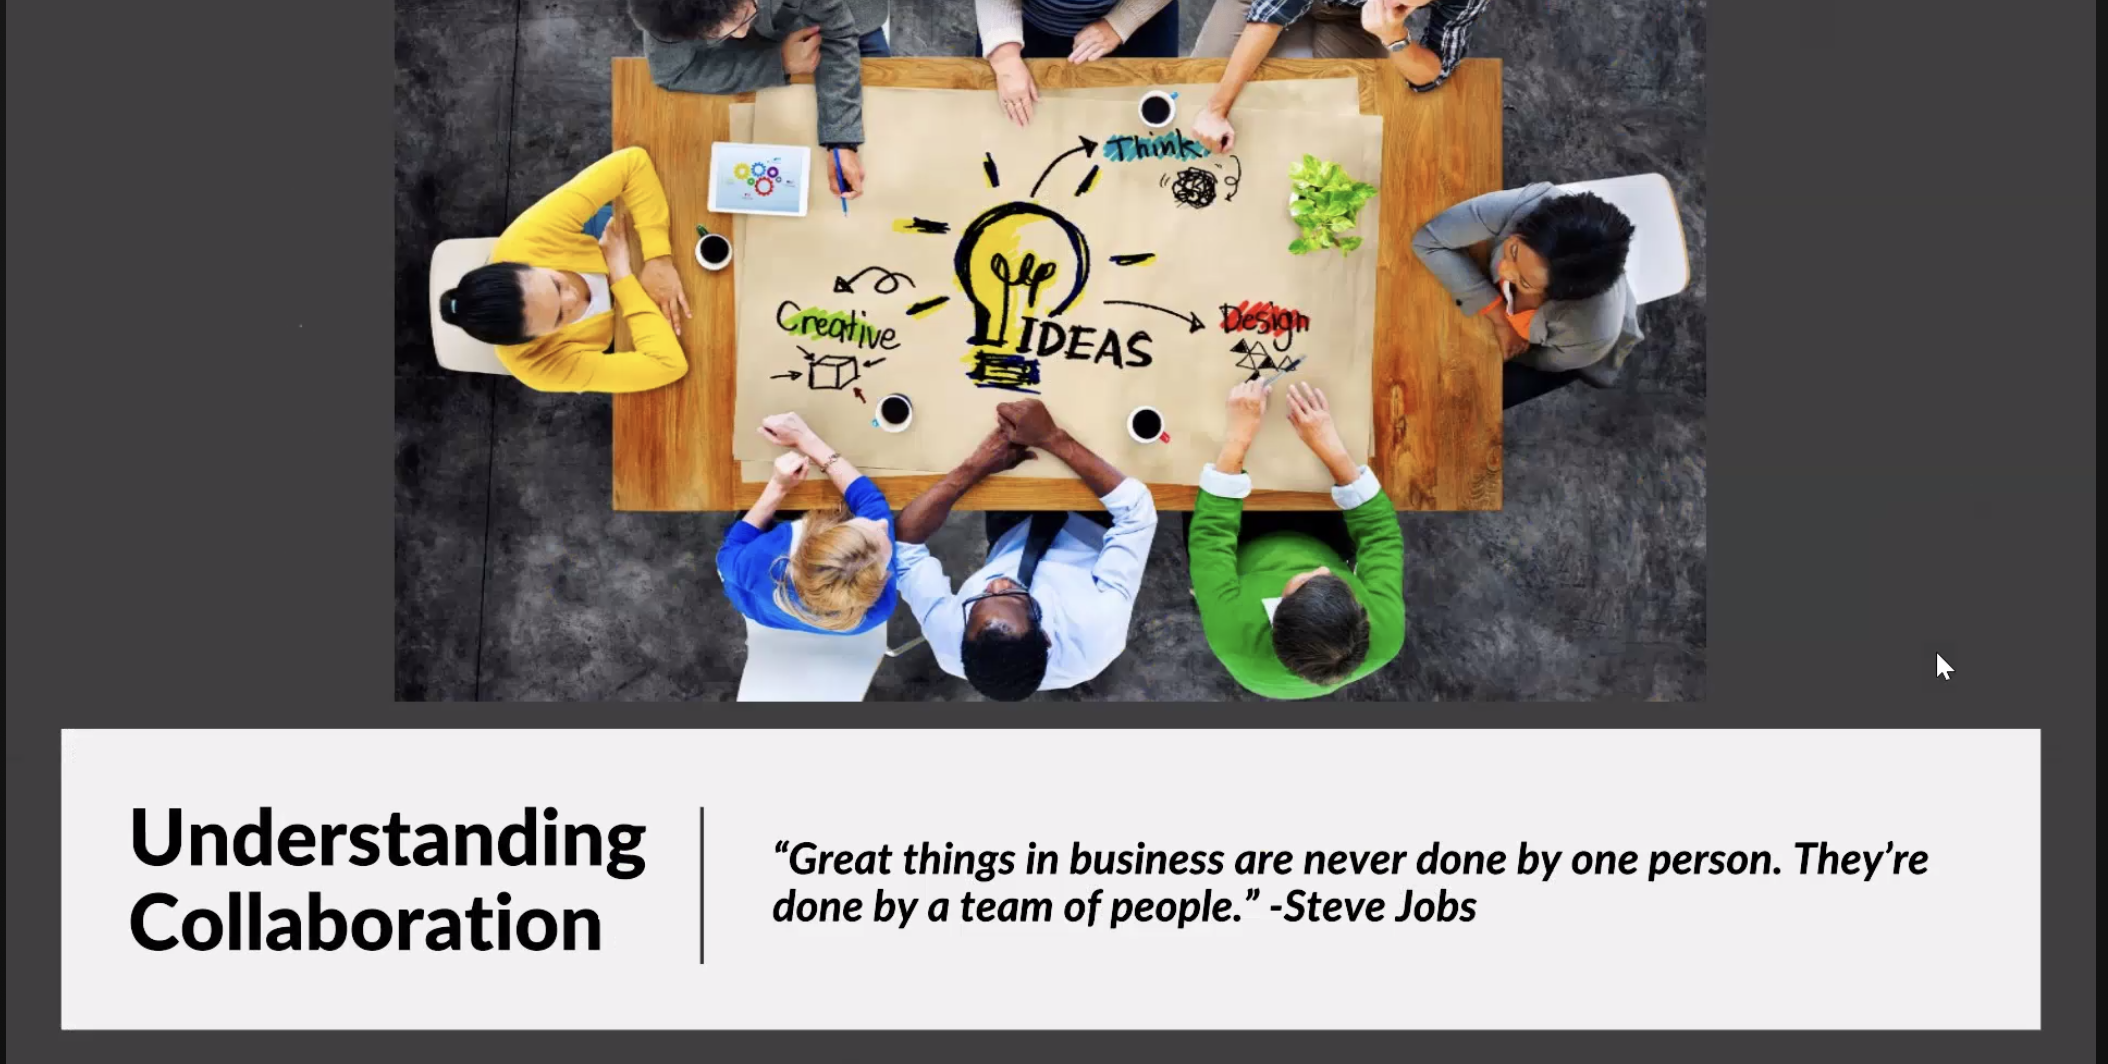 Think
Creative
IDEAS
Design
Understanding
Collaboration
“Great things in business are never done by one person. They’re
done by a team of people.” -Steve Jobs